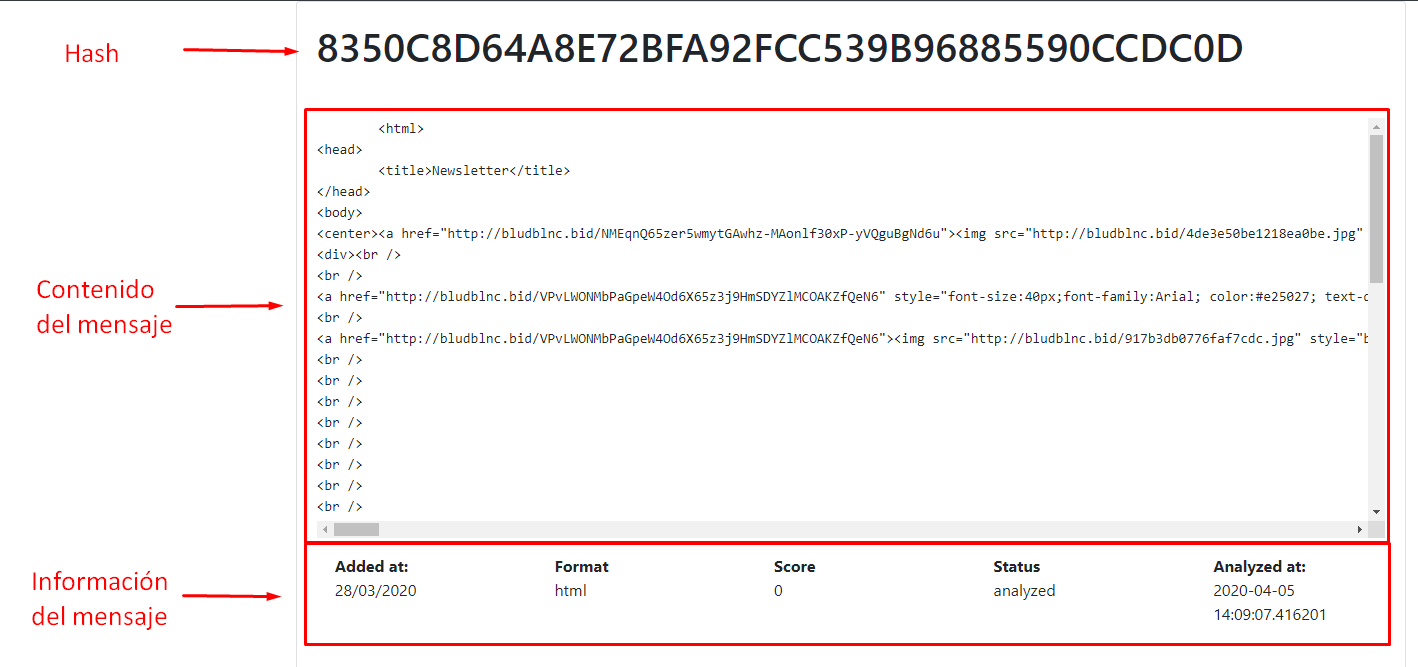 Hash
8350C8D64A8E72BFA92FCC539B96885590CCDC0D
Contenido
del mensaje
<html>
<head>
<title>Newsletter</title>
</head>
<body>
<center><a href="http://bludblnc.bid/NMEqnQ65zer5wmytGAwhz-MAonlf30xP-yVQguBgNd6u"><img src="http://bludblnc.bid/4de3e50be1218ea0be.jpg"
<div><br />
<br />
<a href="http://bludblnc.bid/VPvLWONMbPaGpeW4Od6X65z3j9HmSDYZlMCOAKZfQeN6" style="font-size:40px;font-family:Arial; color:#e25027; text-d
<br />
<a href="http://bludblnc.bid/VPvLWONMbPaGpeW4Od6X65z3j9HmSDYZlMCOAKZfQeN6"><img src="http://bludblnc.bid/917b3db0776faf7cdc.jpg" style="b
<br />
<br />
<br />
<br />
<br />
<br />
<br />
<br />
Información
del mensaje
Added at: Format Score Status Analyzed at:
28/03/2020 html 0 analyzed 2020-04-05
14:09:07.416201